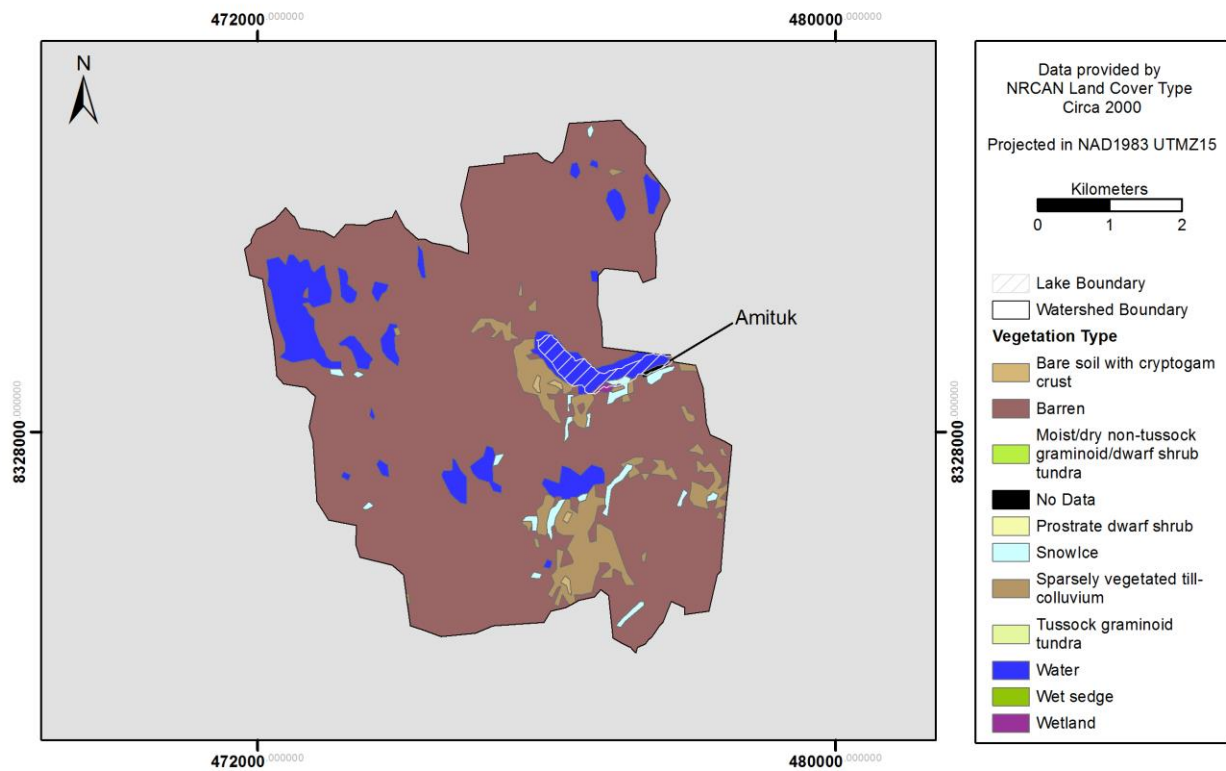 472000.000000
480000.000000
N
Amituk
8328000.000000
8328000.000000
472000.000000
480000.000000
Data provided by
NRCAN Land Cover Type
Circa 2000
Projected in NAD1983 UTMZ15
Kilometers
0 1 2
Lake Boundary
Watershed Boundary
Vegetation Type
Bare soil with cryptogam
crust
Barren
Moist/dry non-tussock
graminoid/dwarf shrub
tundra
No Data
Prostrate dwarf shrub
SnowIce
Sparsely vegetated till-
colluvium
Tussock graminoid
tundra
Water
Wet sedge
Wetland